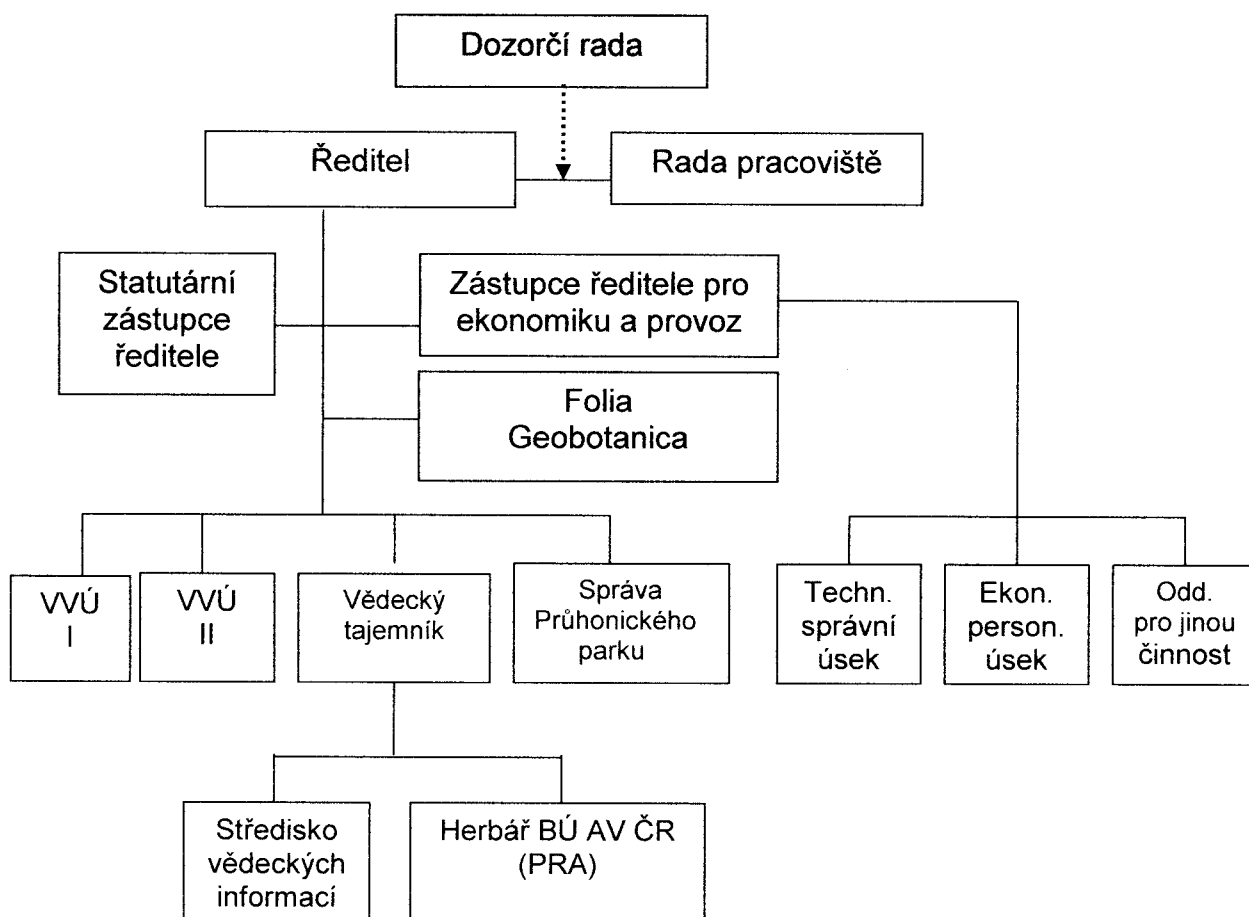 Dozorčí rada
Ředitel
Rada pracoviště
Statutární
zástupce
ředitele
Zástupce ředitele pro
ekonomiku a provoz
Folia
Geobotanica
VVÚ
I
VVÚ
II
Vědecký
tajemník
Správa
Průhonického
parku
Techn.
správní
úsek
Ekon.
person.
úsek
Odd.
pro jinou
činnost
Středisko
vědeckých
informací
Herbář BÚ AV ČR
(PRA)